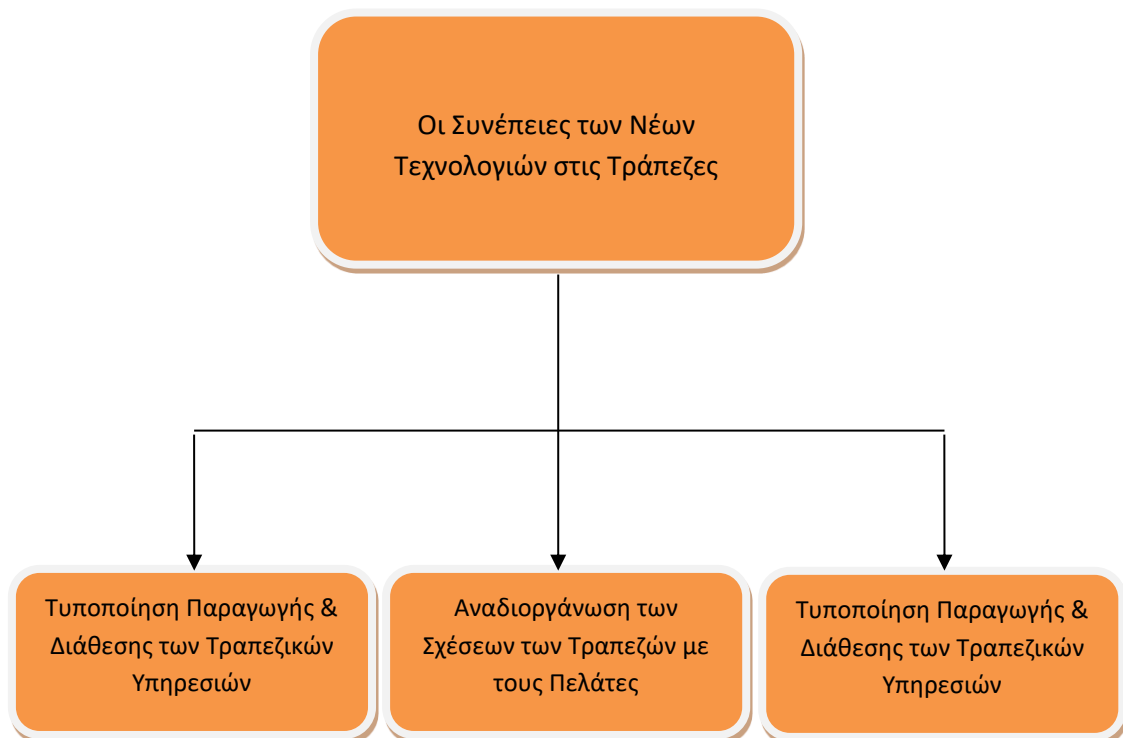 Οι Συνέπειες των Νέων
Τεχνολογιών στις Τράπεζες
Τυποποίηση Παραγωγής &
Διάθεσης των Τραπεζικών
Υπηρεσιών
Αναδιοργάνωση των
Σχέσεων των Τραπεζών με
τους Πελάτες
Τυποποίηση Παραγωγής &
Διάθεσης των Τραπεζικών
Υπηρεσιών